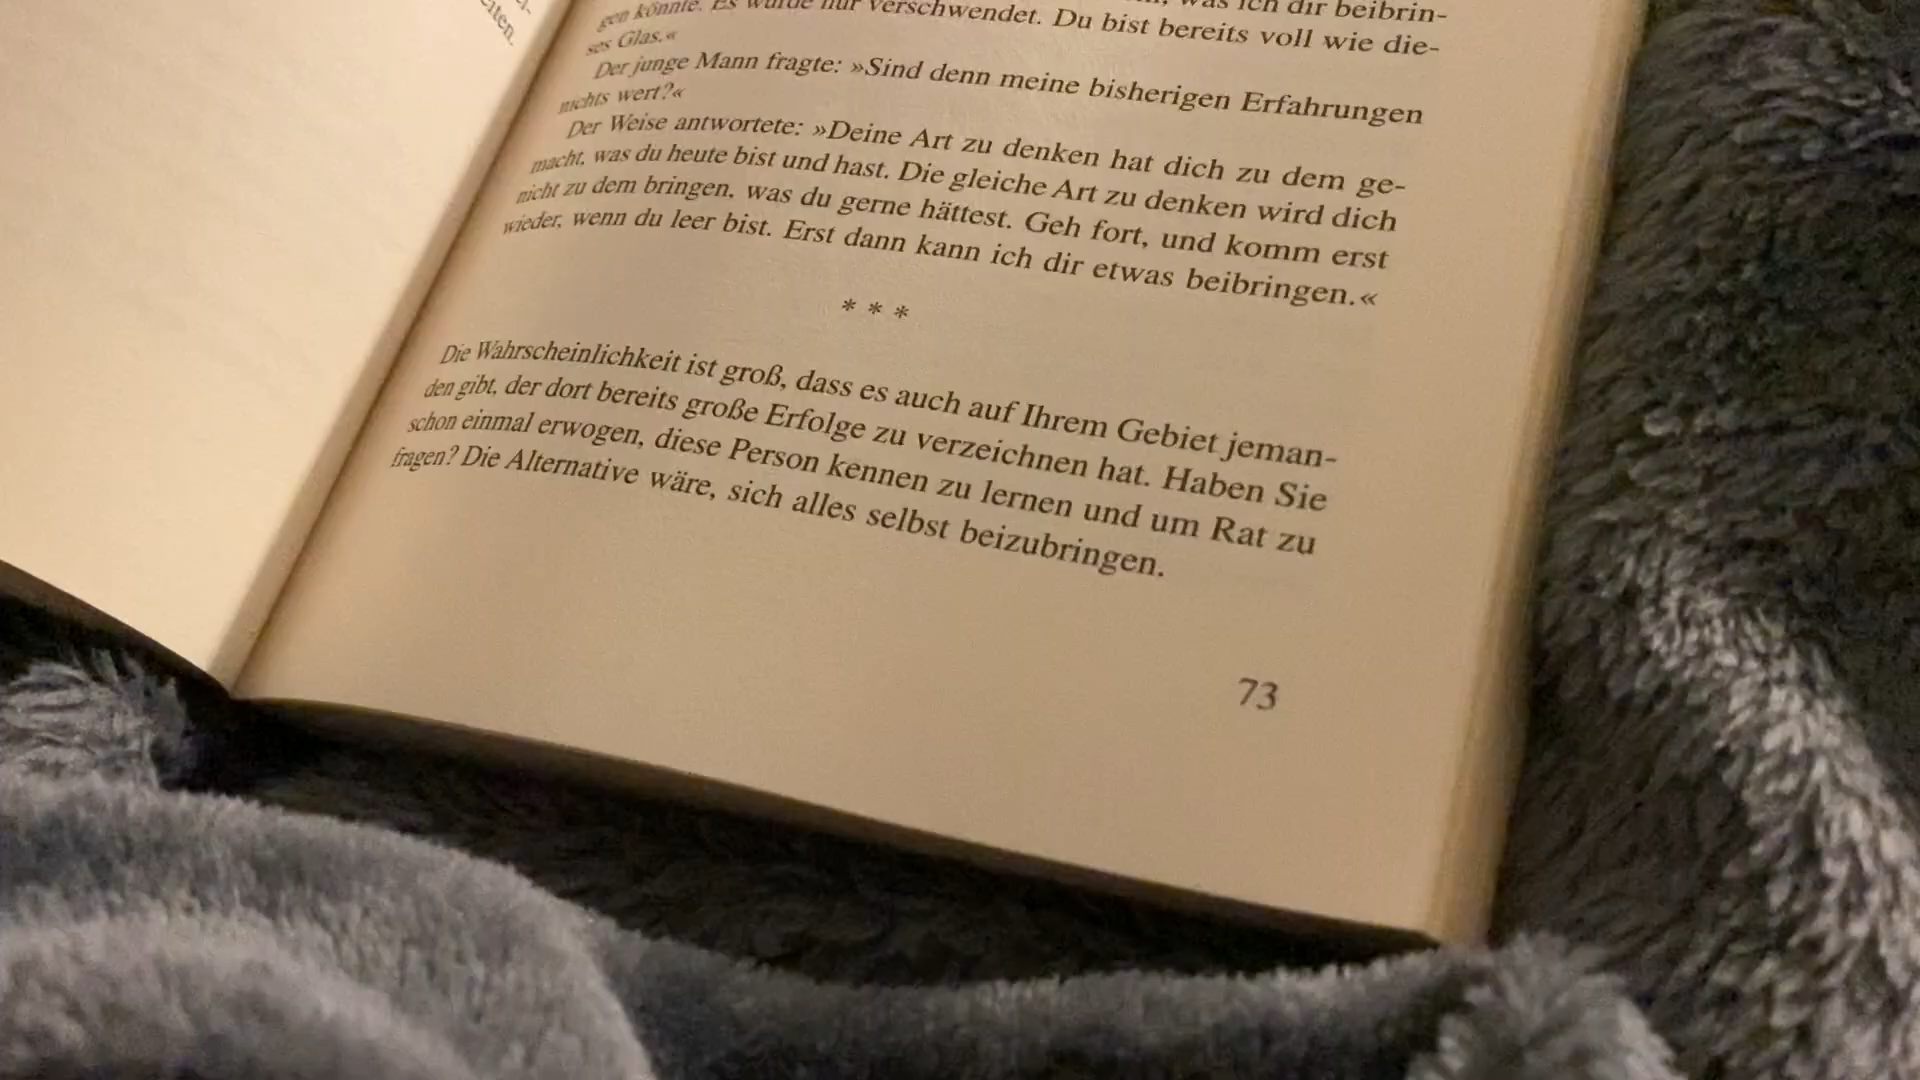 iten.
was ich dir beibrin-
gen könnte. Es würde nur verschwendet. Du bist bereits voll wie die-
ses Glas.«
Der junge Mann fragte: »Sind denn meine bisherigen Erfahrungen
nichts wert?«
Der Weise antwortete: »Deine Art zu denken hat dich zu dem ge-
macht, was du heute bist und hast. Die gleiche Art zu denken wird dich
nicht zu dem bringen, was du gerne hättest. Geh fort, und komm erst
wieder, wenn du leer bist. Erst dann kann ich dir etwas beibringen.«
* * *
Die Wahrscheinlichkeit ist groß, dass es auch auf Ihrem Gebiet jeman-
den gibt, der dort bereits große Erfolge zu verzeichnen hat. Haben Sie
schon einmal erwogen, diese Person kennen zu lernen und um Rat zu
fragen? Die Alternative wäre, sich alles selbst beizubringen.
73